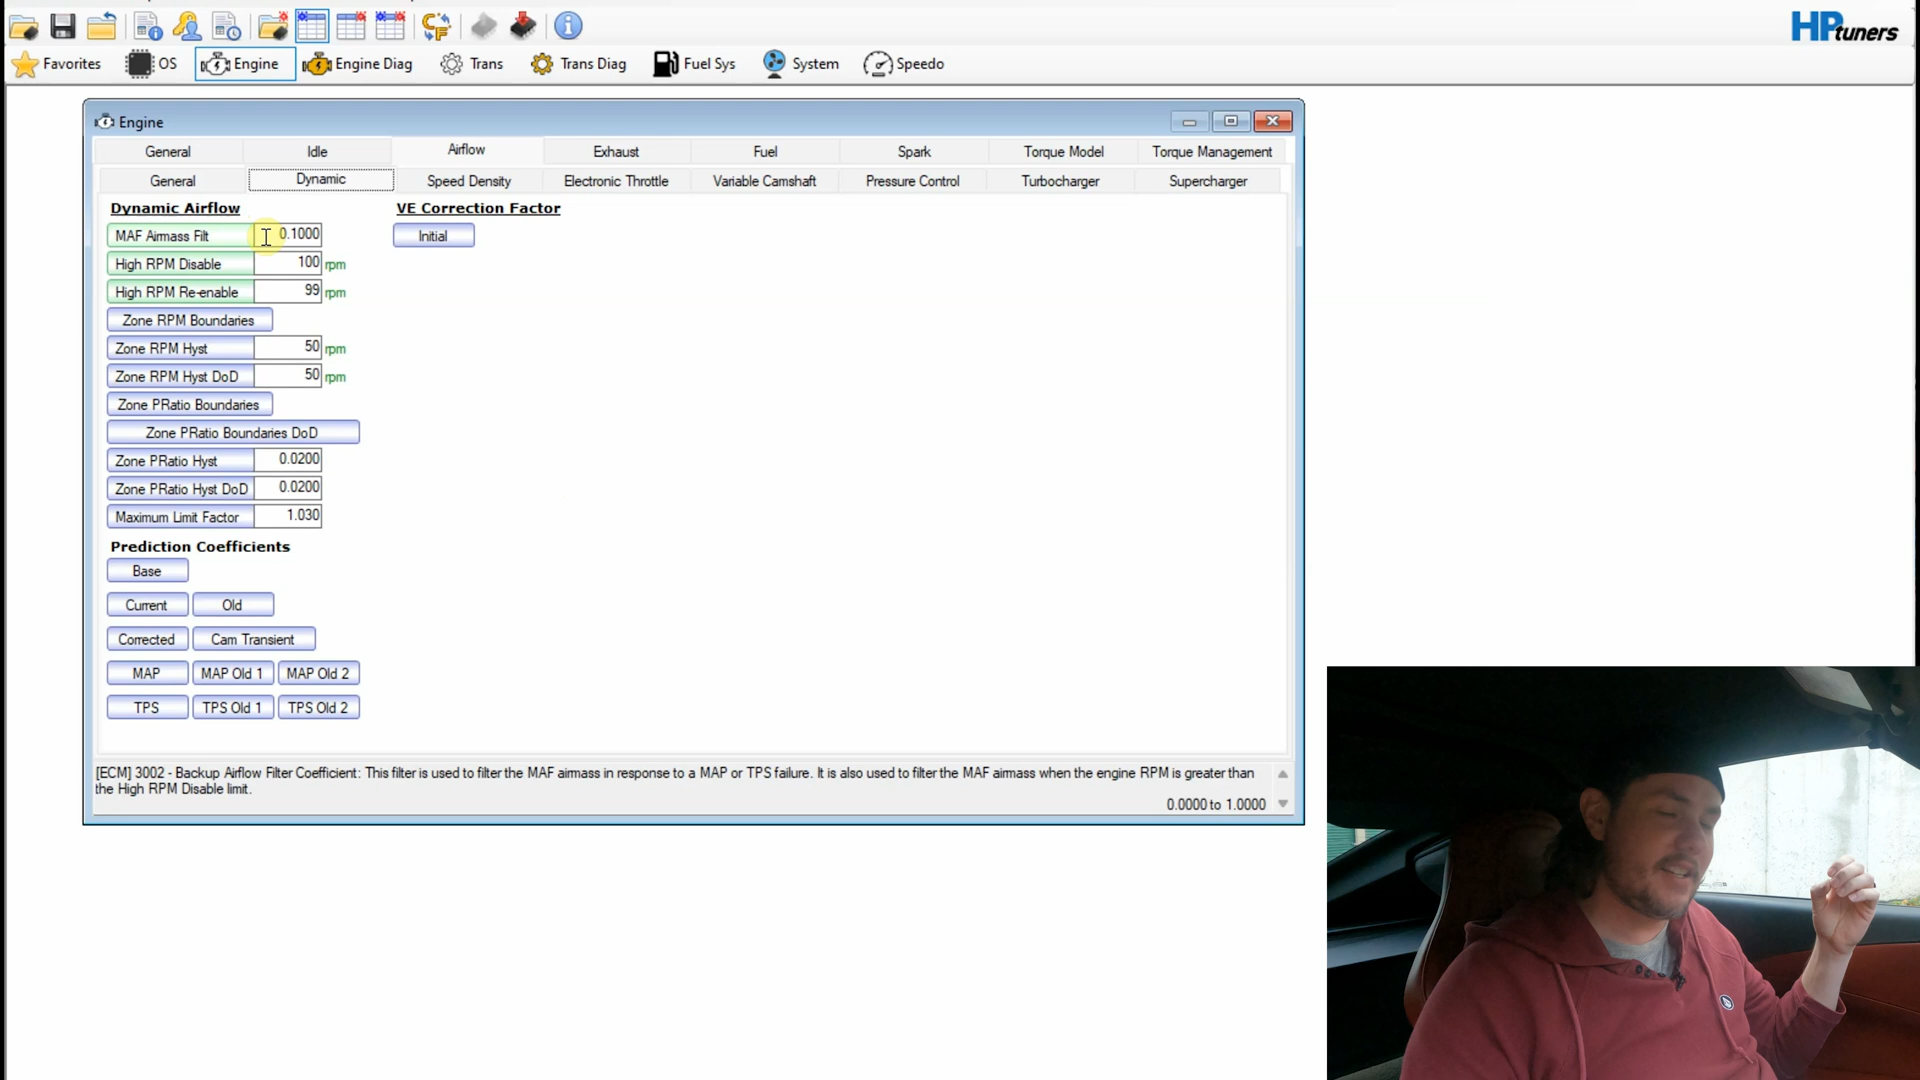 HPtuners
Favorites OS Engine Engine Diag Trans Trans Diag Fuel Sys System Speedo
Engine
General Idle Airflow Exhaust Fuel Spark Torque Model Torque Management
General Dynamic Speed Density Electronic Throttle Variable Camshaft Pressure Control Turbocharger Supercharger
Dynamic Airflow VE Correction Factor
MAF Airmass Filt 0.1000 Initial
High RPM Disable 100 rpm
High RPM Re-enable 99 rpm
Zone RPM Boundaries
Zone RPM Hyst 50 rpm
Zone RPM Hyst DoD 50 rpm
Zone PRatio Boundaries
Zone PRatio Boundaries DoD
Zone PRatio Hyst 0.0200
Zone PRatio Hyst DoD 0.0200
Maximum Limit Factor 1.030
Prediction Coefficients
Base
Current Old
Corrected Cam Transient
MAP MAP Old 1 MAP Old 2
TPS TPS Old 1 TPS Old 2
[ECM] 3002 - Backup Airflow Filter Coefficient: This filter is used to filter the MAF airmass in response to a MAP or TPS failure. It is also used to filter the MAF airmass when the engine RPM is greater than
the High RPM Disable limit.
0.0000 to 1.0000